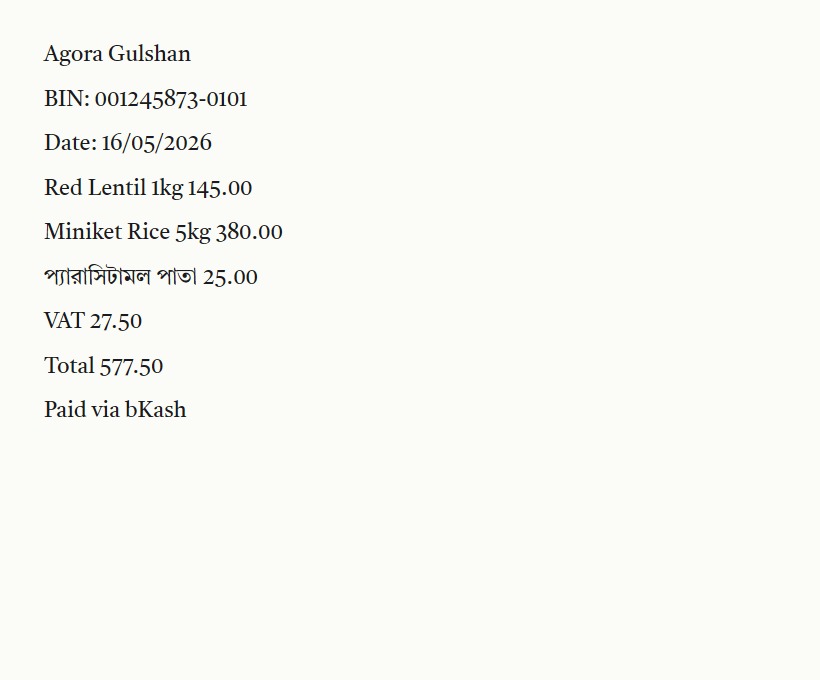 Agora Gulshan
BIN: 001245873-0101
Date: 16/05/2026
Red Lentil 1kg 145.00
Miniket Rice 5kg 380.00
প্যারাসিটামল পাতা 25.00
VAT 27.50
Total 577.50
Paid via bKash